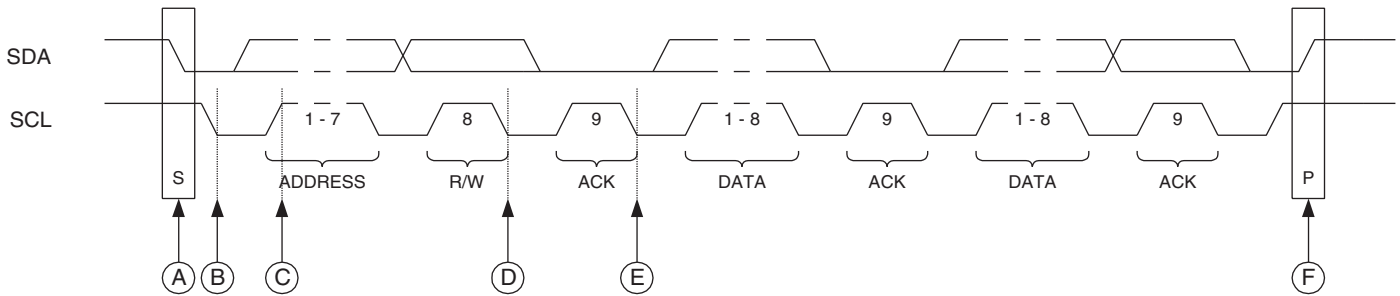 SDA
SCL
1 - 7 8 9 1 - 8 9 1 - 8 9
S ADDRESS R/W ACK DATA ACK DATA ACK P
A B C D E F